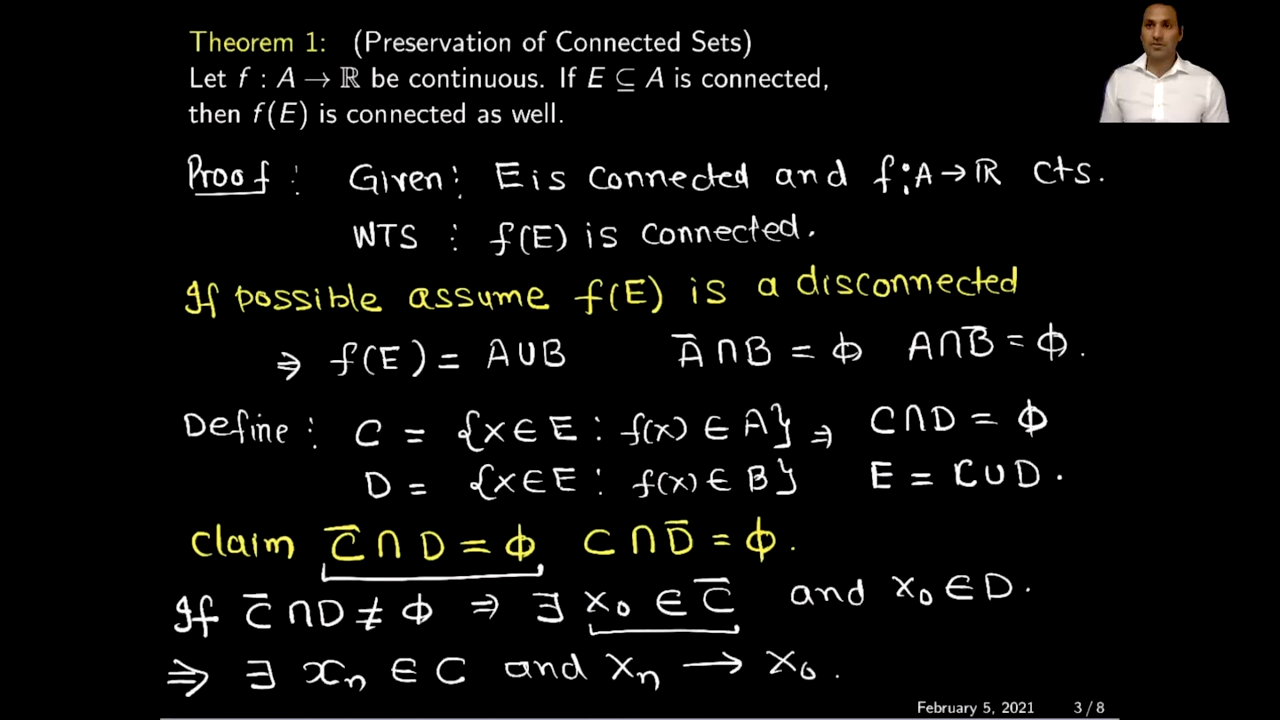 Theorem 1: (Preservation of Connected Sets)
Let f : A → ℝ be continuous. If E ⊆ A is connected,
then f(E) is connected as well.
Proof : Given : E is connected and f : A → ℝ cts.
WTS : f(E) is connected.
If possible assume f(E) is a disconnected
⇒ f(E) = A ∪ B   A̅ ∩ B = ϕ   A ∩ B̅ = ϕ.
Define : C = {x ∈ E : f(x) ∈ A} ⇒ C ∩ D = ϕ
D = {x ∈ E : f(x) ∈ B}   E = C ∪ D.
Claim C̅ ∩ D = ϕ   C ∩ D̅ = ϕ.
If C̅ ∩ D ≠ ϕ ⇒ ∃ x₀ ∈ C̅ and x₀ ∈ D.
⇒ ∃ xₙ ∈ C and xₙ → x₀.
February 5, 2021   3 / 8